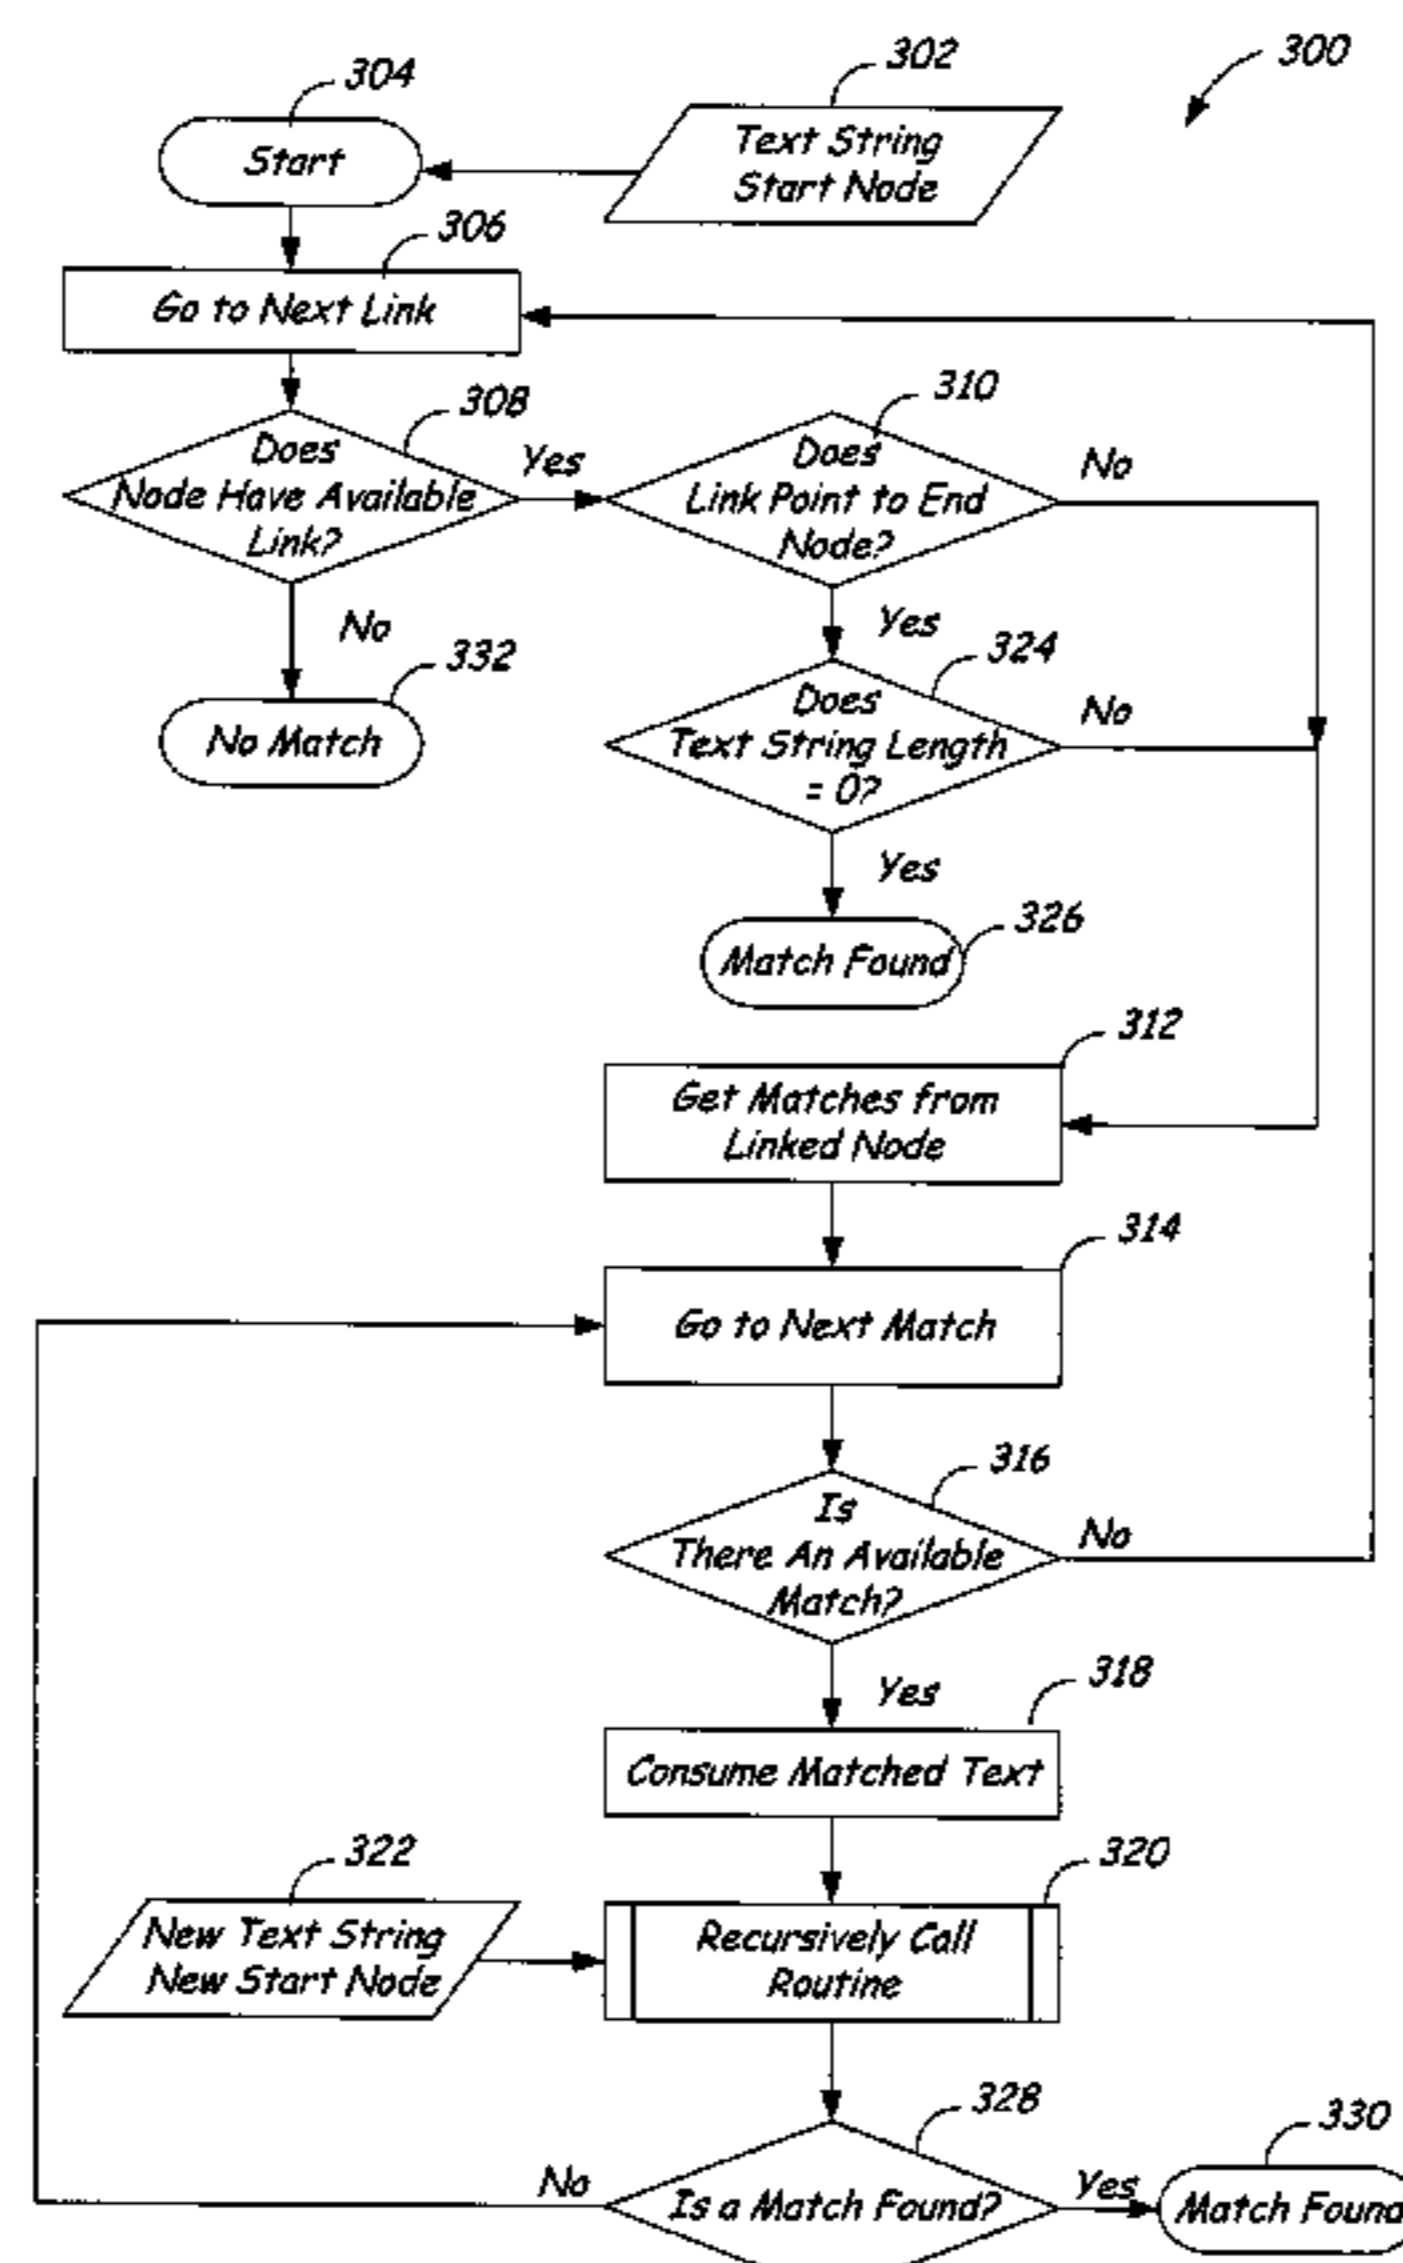 304
302
300
Start
Text String
Start Node
306
Go to Next Link
308
310
Does
Node Have Available
Link?
Yes
Does
Link Point to End
Node?
No
No
Yes
332
324
No Match
Does
Text String Length
= 0?
No
Yes
326
Match Found
312
Get Matches from
Linked Node
314
Go to Next Match
316
Is
There An Available
Match?
No
Yes
318
Consume Matched Text
322
320
New Text String
New Start Node
Recursively Call
Routine
328
330
No
Is a Match Found?
Yes
Match Found